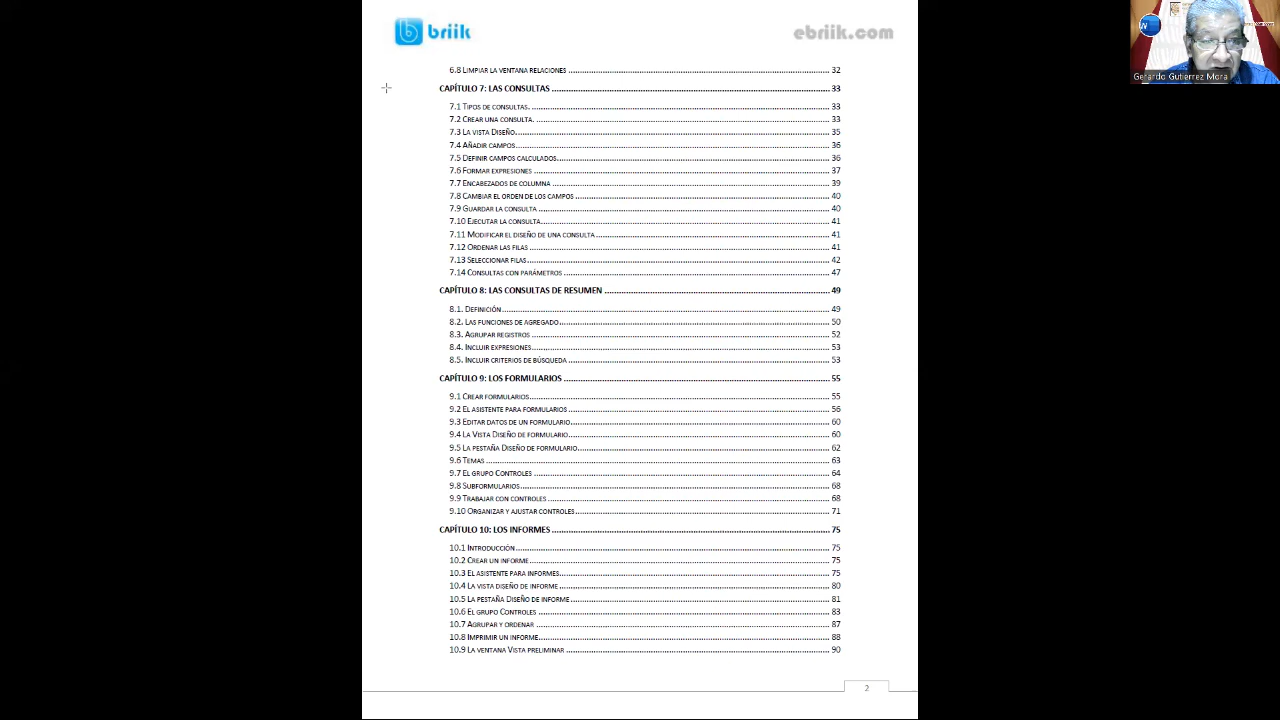 briik
ebriik.com
6.8 Limpiar la ventana relaciones 32
CAPÍTULO 7: LAS CONSULTAS 33
7.1 Tipos de consultas. 33
7.2 Crear una consulta. 33
7.3 La vista Diseño. 35
7.4 Añadir campos 36
7.5 Definir campos calculados 36
7.6 Formar expresiones 37
7.7 Encabezados de columna 39
7.8 Cambiar el orden de los campos 40
7.9 Guardar la consulta 40
7.10 Ejecutar la consulta 41
7.11 Modificar el diseño de una consulta 41
7.12 Ordenar las filas 41
7.13 Seleccionar filas 42
7.14 Consultas con parámetros 47
CAPÍTULO 8: LAS CONSULTAS DE RESUMEN 49
8.1. Definición 49
8.2. Las funciones de agregado 50
8.3. Agrupar registros 52
8.4. Incluir expresiones 53
8.5. Incluir criterios de búsqueda 53
CAPÍTULO 9: LOS FORMULARIOS 55
9.1 Crear formularios 55
9.2 El asistente para formularios 56
9.3 Editar datos de un formulario 60
9.4 La Vista Diseño de formulario 60
9.5 La pestaña Diseño de formulario 62
9.6 Temas 63
9.7 El grupo Controles 64
9.8 Subformularios 68
9.9 Trabajar con controles 68
9.10 Organizar y ajustar controles 71
CAPÍTULO 10: LOS INFORMES 75
10.1 Introducción 75
10.2 Crear un informe 75
10.3 El asistente para informes 75
10.4 La vista diseño de informe 80
10.5 La pestaña Diseño de informe 81
10.6 El grupo Controles 83
10.7 Agrupar y ordenar 87
10.8 Imprimir un informe 88
10.9 La ventana Vista preliminar 90
2
Gerardo Gutierrez Mora